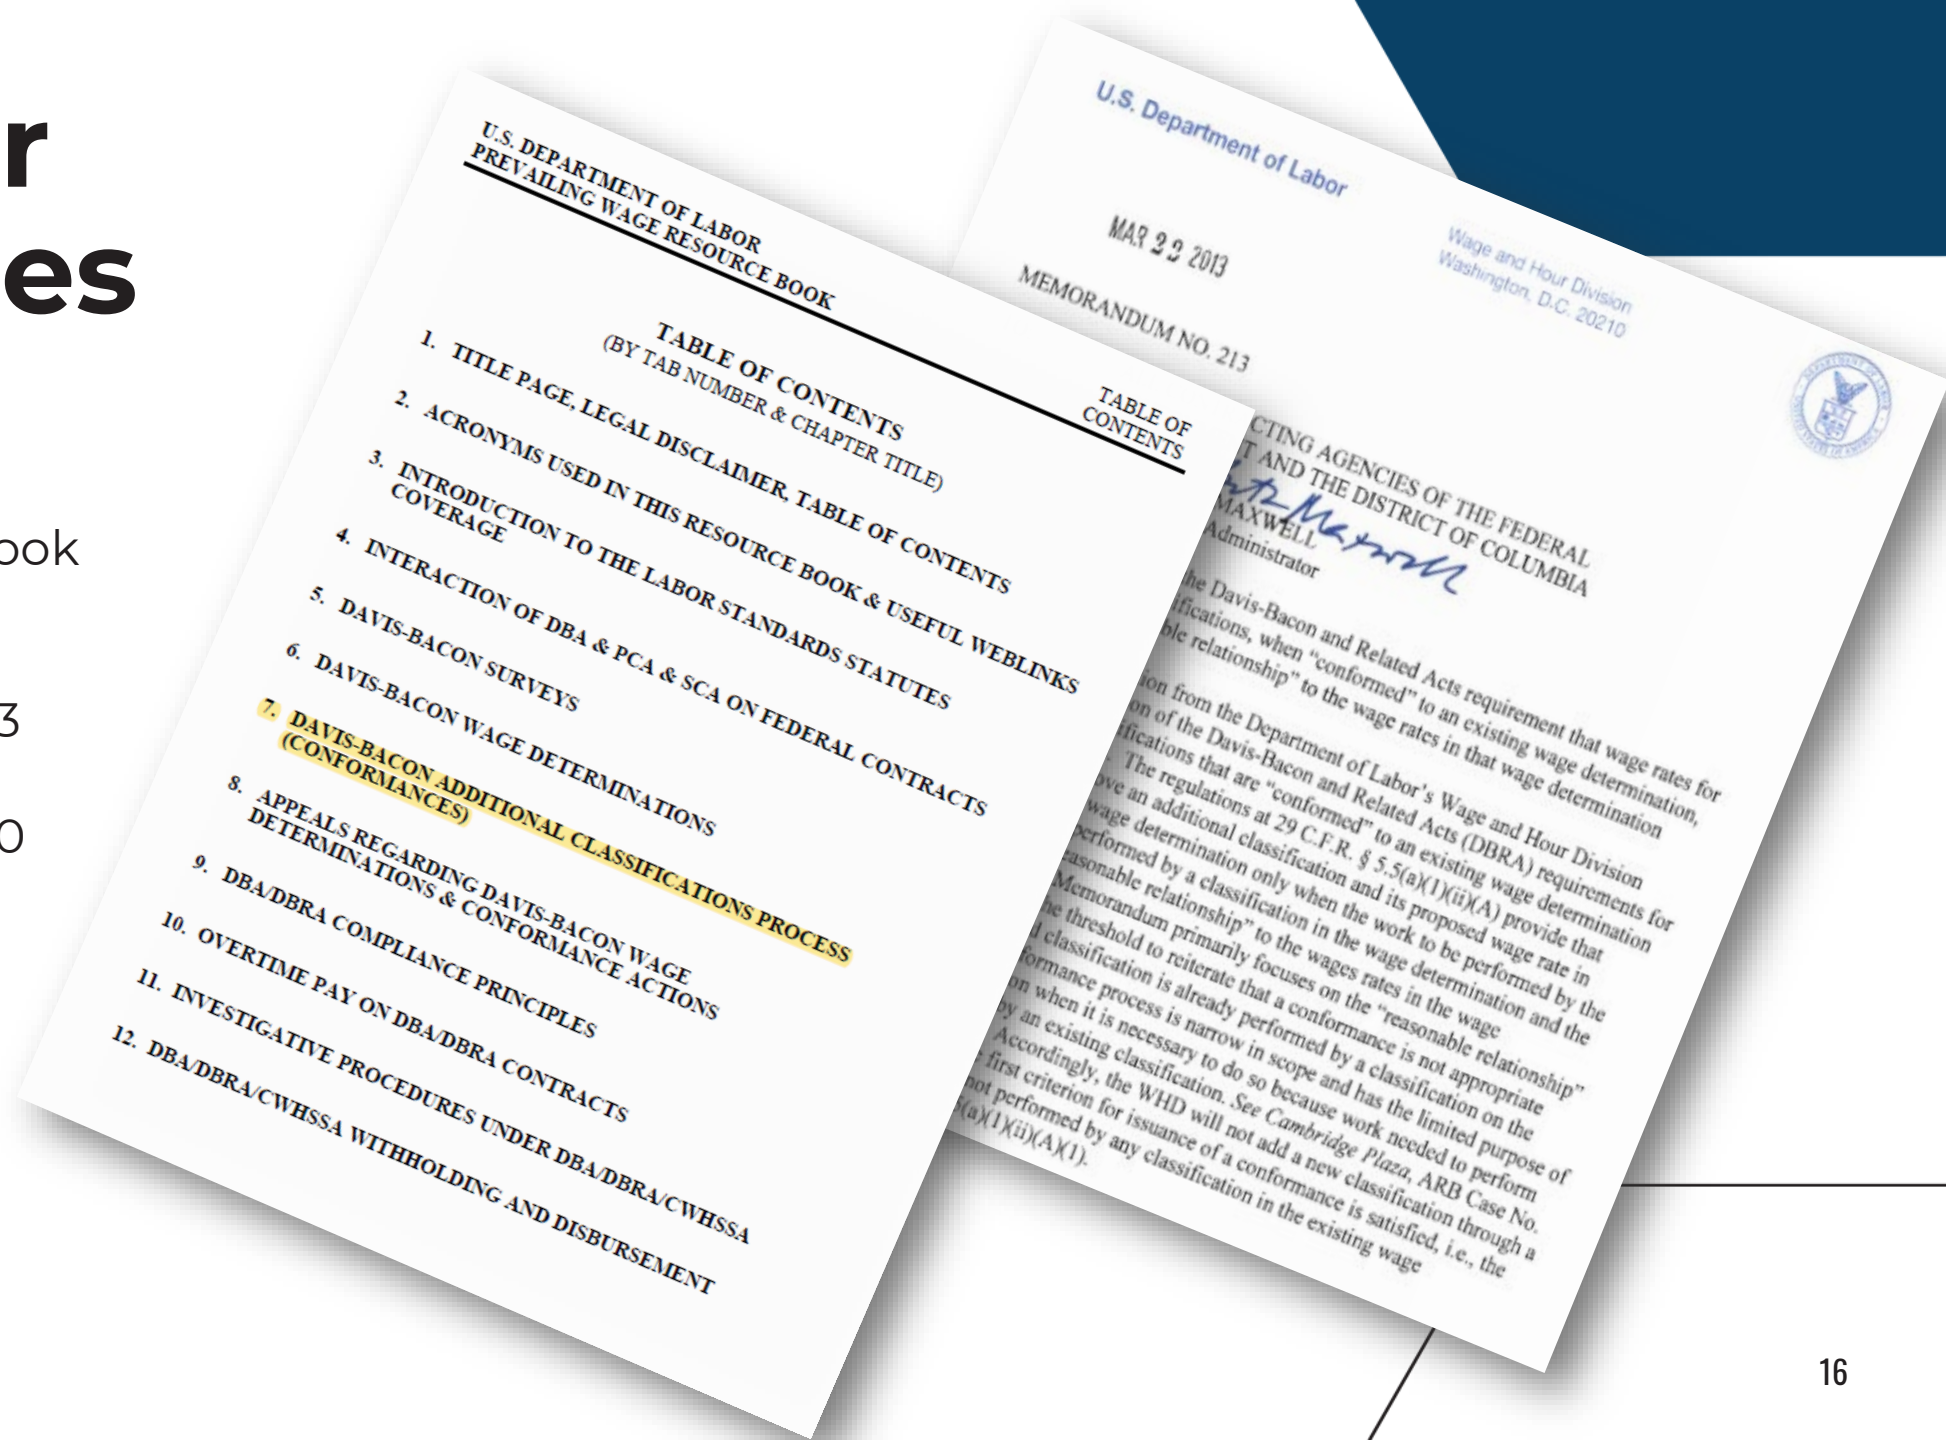 r
es
ook
3
0
U.S. DEPARTMENT OF LABOR
PREVAILING WAGE RESOURCE BOOK
TABLE OF
CONTENTS
TABLE OF CONTENTS
(BY TAB NUMBER & CHAPTER TITLE)
1. TITLE PAGE, LEGAL DISCLAIMER, TABLE OF CONTENTS
2. ACRONYMS USED IN THIS RESOURCE BOOK & USEFUL WEBLINKS
3. INTRODUCTION TO THE LABOR STANDARDS STATUTES
COVERAGE
4. INTERACTION OF DBA & PCA & SCA ON FEDERAL CONTRACTS
5. DAVIS-BACON SURVEYS
6. DAVIS-BACON WAGE DETERMINATIONS
7. DAVIS-BACON ADDITIONAL CLASSIFICATIONS PROCESS
(CONFORMANCES)
8. APPEALS REGARDING DAVIS-BACON WAGE
DETERMINATIONS & CONFORMANCE ACTIONS
9. DBA/DBRA COMPLIANCE PRINCIPLES
10. OVERTIME PAY ON DBA/DBRA CONTRACTS
11. INVESTIGATIVE PROCEDURES UNDER DBA/DBRA/CWHSSA
12. DBA/DBRA/CWHSSA WITHHOLDING AND DISBURSEMENT
U.S. Department of Labor
Wage and Hour Division
Washington, D.C. 20210
MAR 22 2013
MEMORANDUM NO. 213
CTING AGENCIES OF THE FEDERAL
T AND THE DISTRICT OF COLUMBIA
Maxwell
MAXWELL
Administrator
he Davis-Bacon and Related Acts requirement that wage rates for
ifications, when "conformed" to an existing wage determination,
ble relationship" to the wage rates in that wage determination
ion from the Department of Labor's Wage and Hour Division
on of the Davis-Bacon and Related Acts (DBRA) requirements for
ifications that are "conformed" to an existing wage determination
. The regulations at 29 C.F.R. § 5.5(a)(1)(ii)(A) provide that
ove an additional classification and its proposed wage rate in
wage determination only when the work to be performed by the
performed by a classification in the wage determination and the
easonable relationship" to the wages rates in the wage
Memorandum primarily focuses on the "reasonable relationship"
he threshold to reiterate that a conformance is not appropriate
d classification is already performed by a classification on the
formance process is narrow in scope and has the limited purpose of
on when it is necessary to do so because work needed to perform
by an existing classification. See Cambridge Plaza, ARB Case No.
Accordingly, the WHD will not add a new classification through a
first criterion for issuance of a conformance is satisfied, i.e., the
not performed by any classification in the existing wage
5(a)(1)(ii)(A)(1).
16